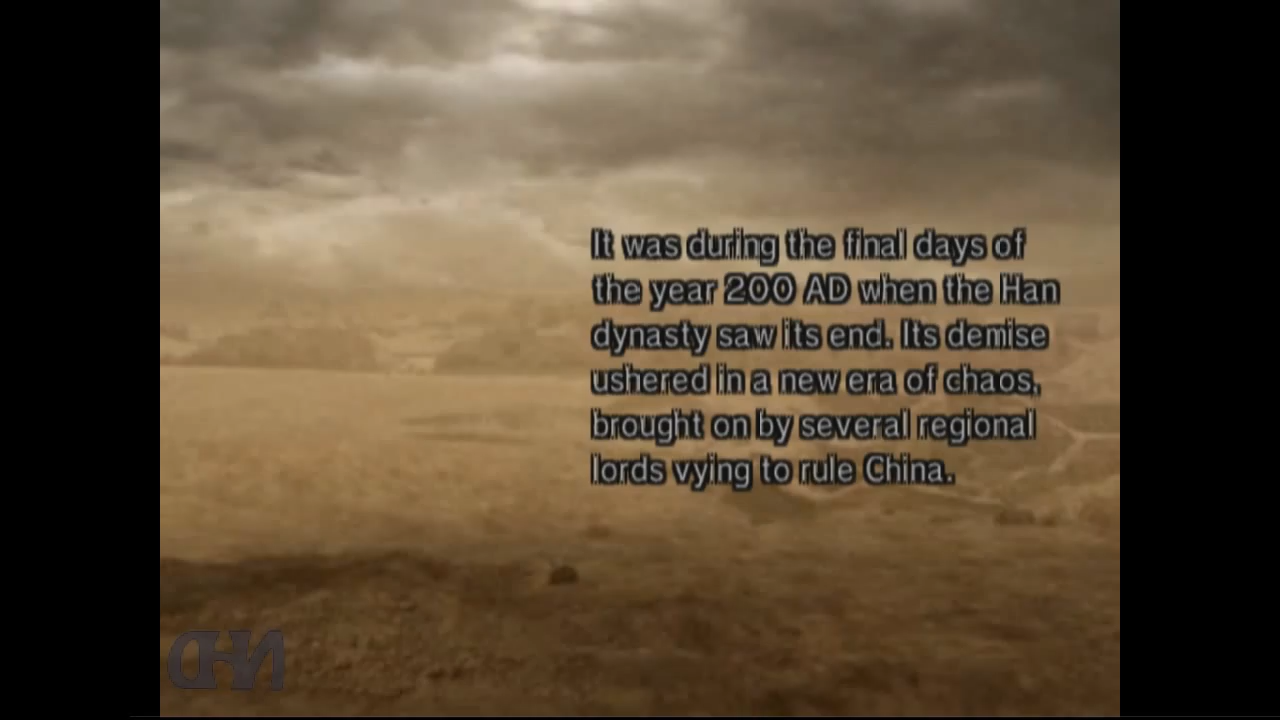 It was during the final days of
the year 200 AD when the Han
dynasty saw its end. Its demise
ushered in a new era of chaos,
brought on by several regional
lords vying to rule China.